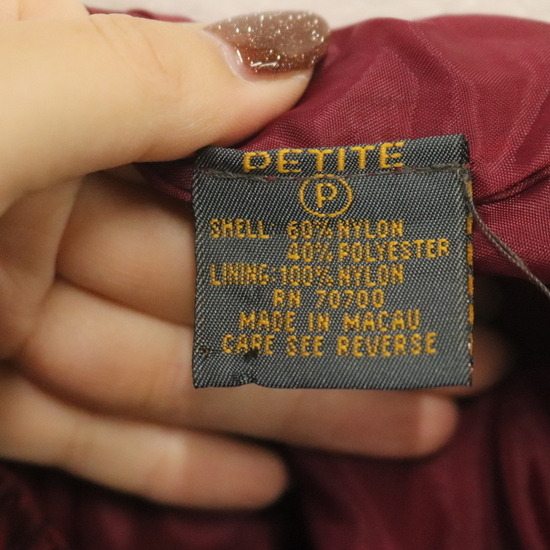 PETITE
P
SHELL 60% NYLON
40% POLYESTER
LINING: 100% NYLON
RN 70700
MADE IN MACAU
CARE SEE REVERSE